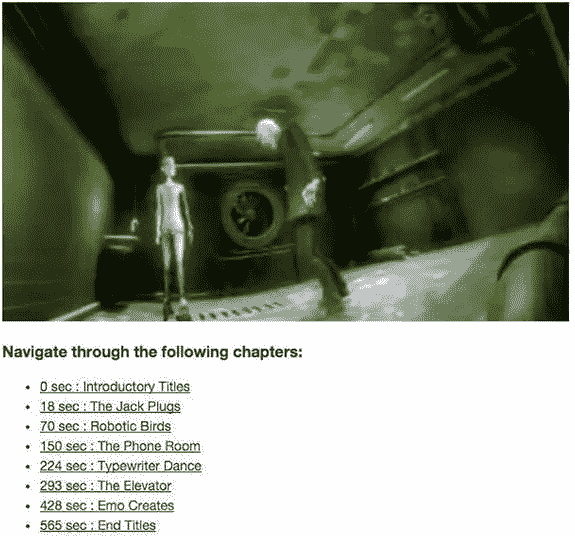 Navigate through the following chapters:
0 sec : Introductory Titles
18 sec : The Jack Plugs
70 sec : Robotic Birds
150 sec : The Phone Room
224 sec : Typewriter Dance
293 sec : The Elevator
428 sec : Emo Creates
565 sec : End Titles